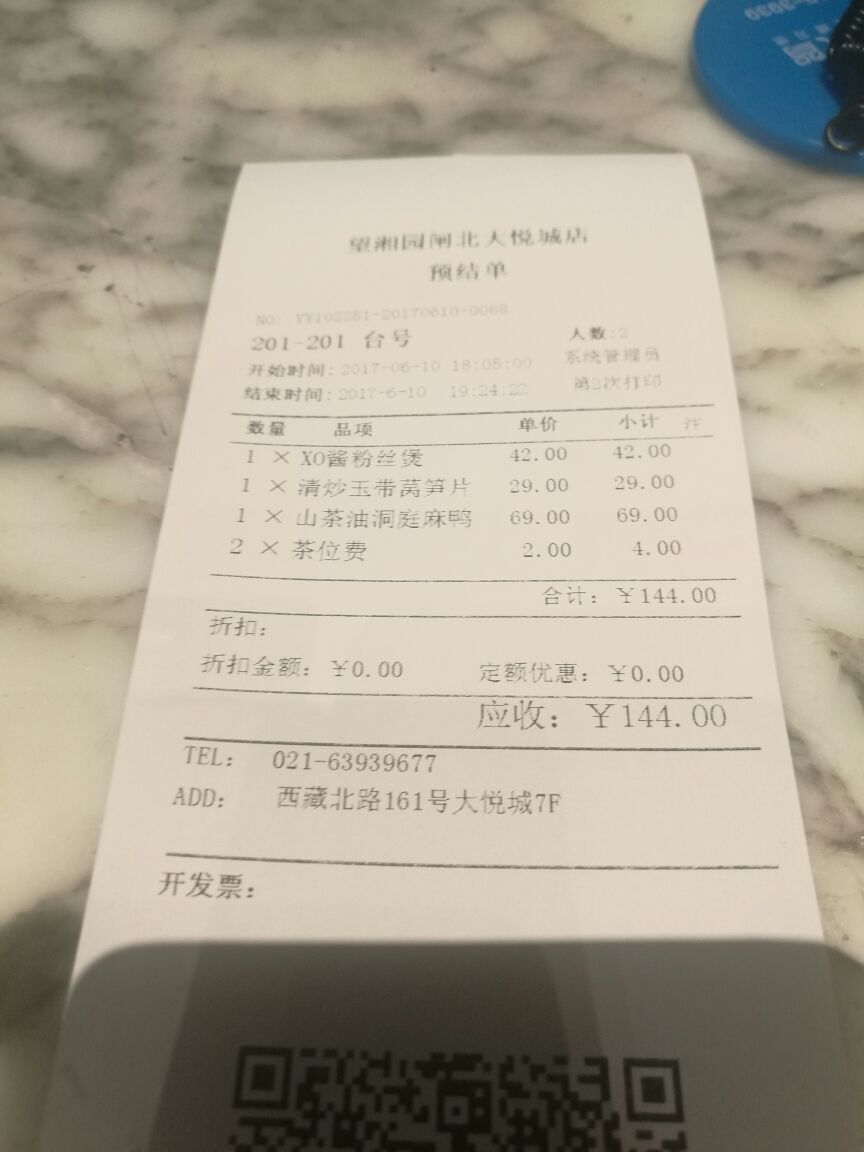 望湘园闸北大悦城店
预结单
NO: YY102251-20170610-0068
201-201 台号 人数:2
开始时间: 2017-06-10 18:05:00 系统管理员
结束时间: 2017-6-10 19:24:22 第2次打印
数量 品项 单价 小计
1 × XO酱粉丝煲 42.00 42.00
1 × 清炒玉带莴笋片 29.00 29.00
1 × 山茶油洞庭麻鸭 69.00 69.00
2 × 茶位费 2.00 4.00
合计: ¥144.00
折扣:
折扣金额: ¥0.00 定额优惠: ¥0.00
应收: ¥144.00
TEL: 021-63939677
ADD: 西藏北路161号大悦城7F
开发票: